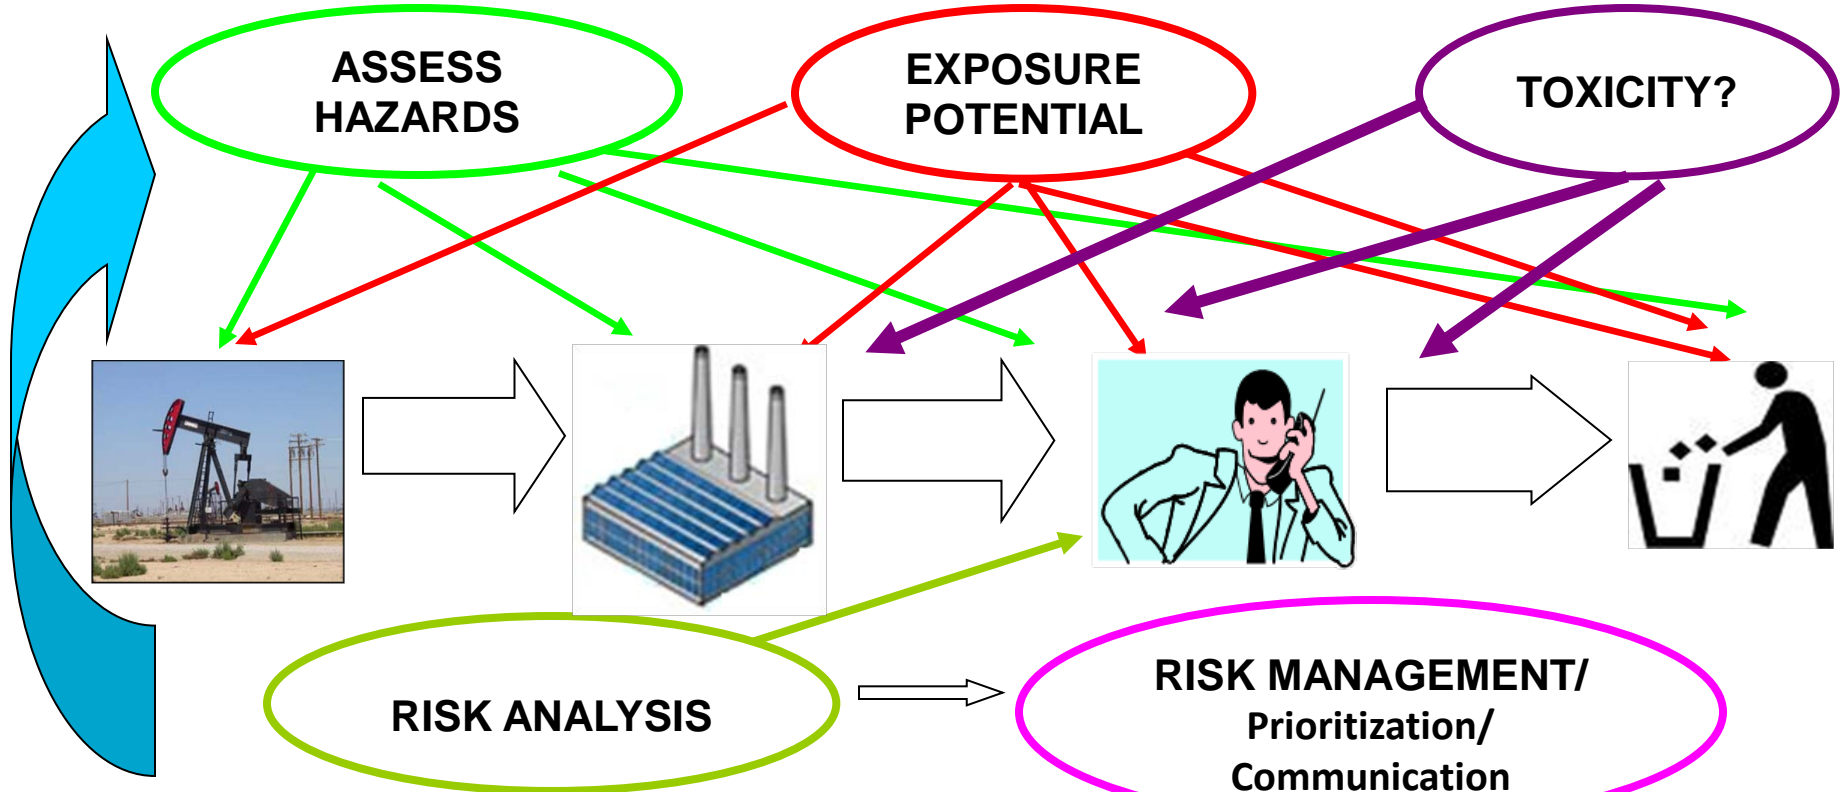 ASSESS
HAZARDS
EXPOSURE
POTENTIAL
TOXICITY?
RISK ANALYSIS
RISK MANAGEMENT/
Prioritization/
Communication